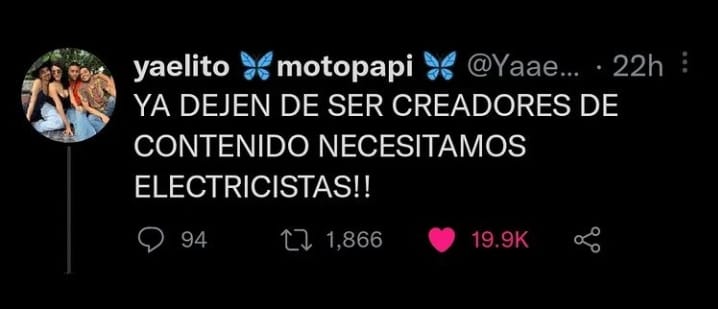 yaelito 🦋motopapi 🦋 @Yaae... · 22h
YA DEJEN DE SER CREADORES DE
CONTENIDO NECESITAMOS
ELECTRICISTAS!!
94 1,866 19.9K